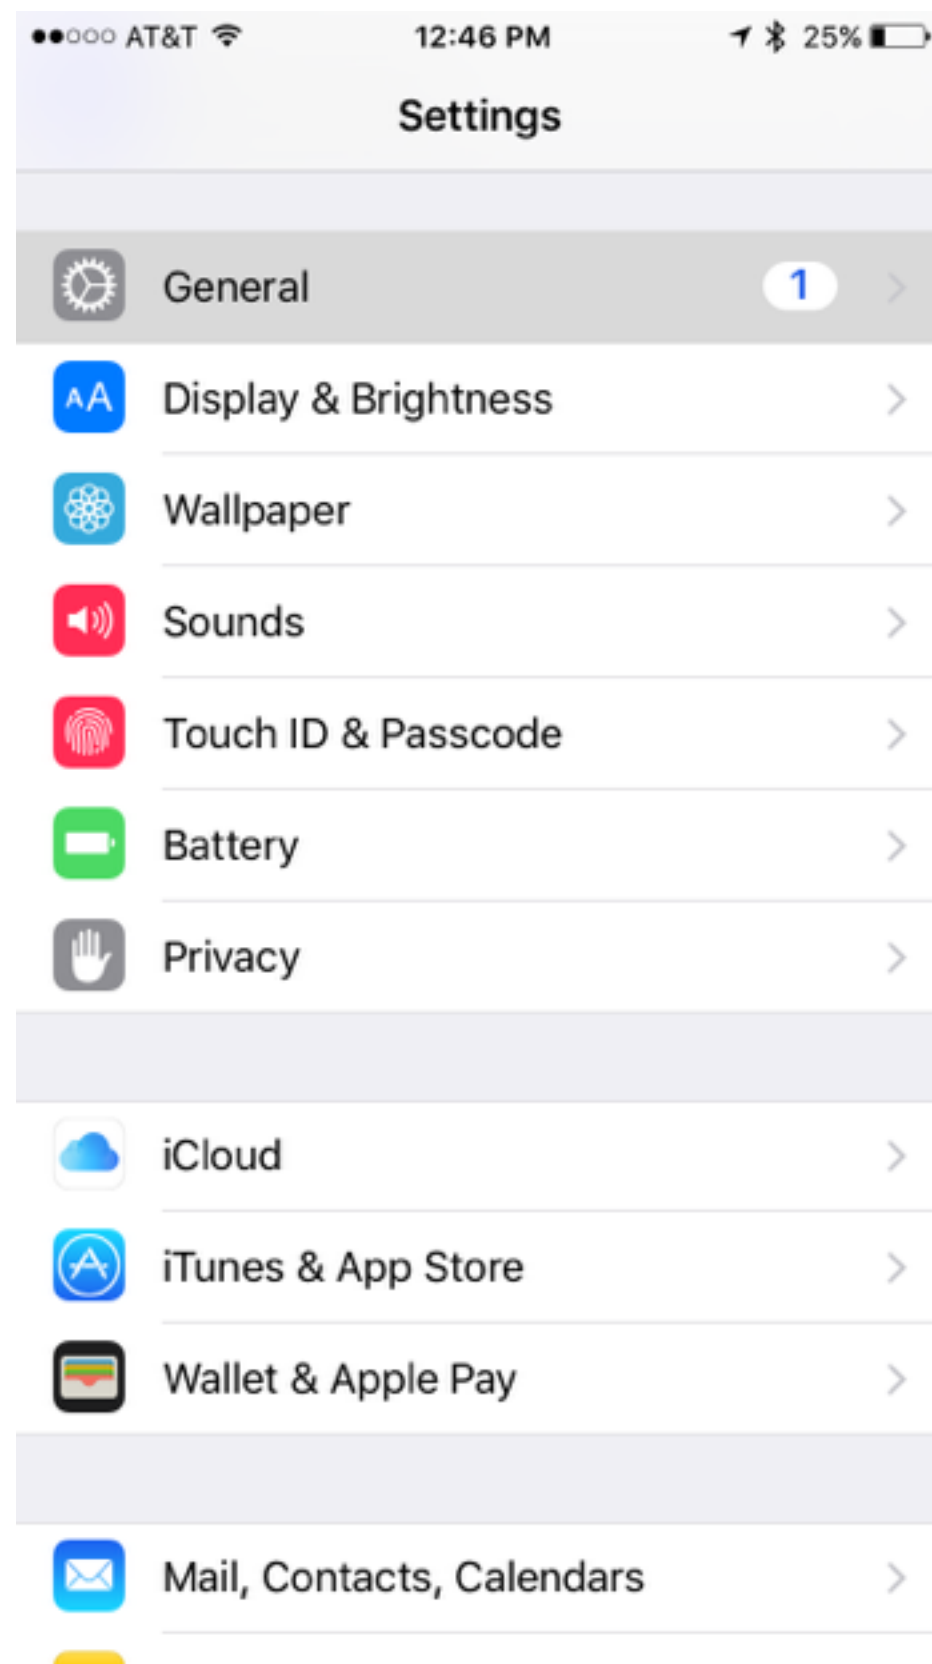 ●●○○○ AT&T 12:46 PM 25%
Settings
General 1
AA Display & Brightness
Wallpaper
Sounds
Touch ID & Passcode
Battery
Privacy
iCloud
iTunes & App Store
Wallet & Apple Pay
Mail, Contacts, Calendars